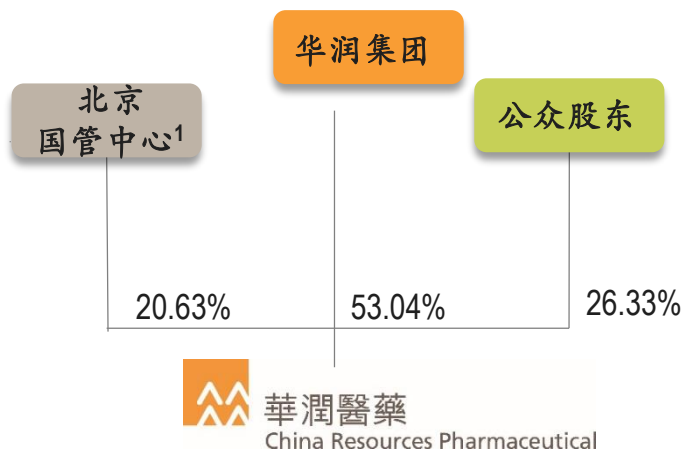 华润集团
北京
国管中心1
公众股东
20.63%
53.04%
26.33%
華潤醫藥
China Resources Pharmaceutical